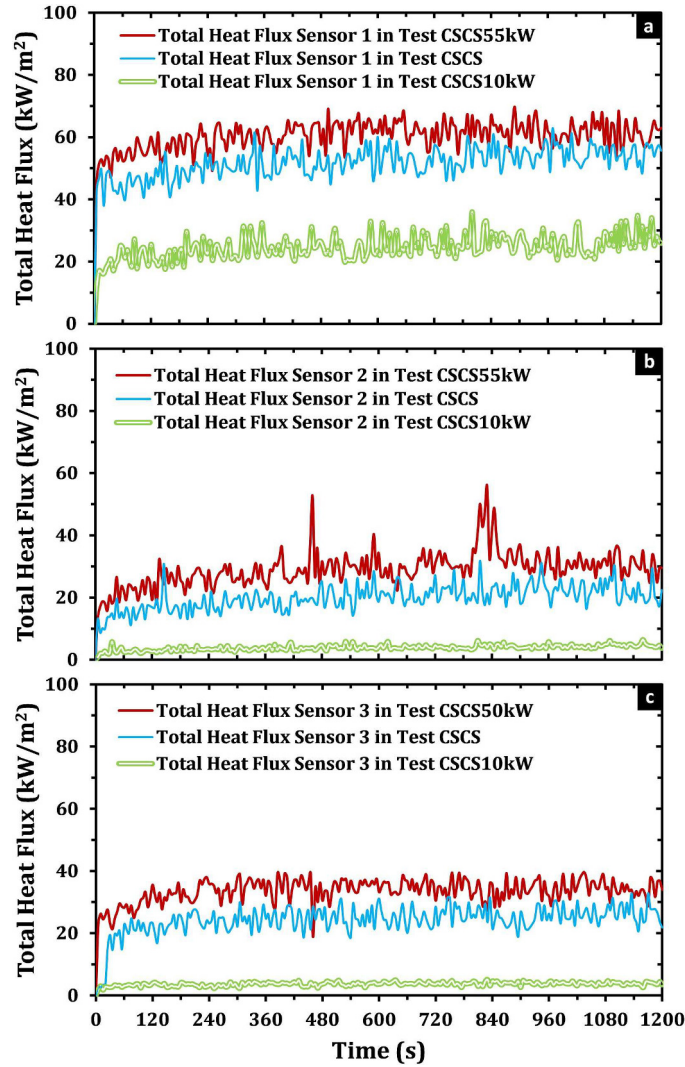 a
Total Heat Flux Sensor 1 in Test CSCS55kW
Total Heat Flux Sensor 1 in Test CSCS
Total Heat Flux Sensor 1 in Test CSCS10kW
Total Heat Flux (kW/m²)
100
80
60
40
20
0
b
Total Heat Flux Sensor 2 in Test CSCS55kW
Total Heat Flux Sensor 2 in Test CSCS
Total Heat Flux Sensor 2 in Test CSCS10kW
Total Heat Flux (kW/m²)
100
80
60
40
20
0
c
Total Heat Flux Sensor 3 in Test CSCS50kW
Total Heat Flux Sensor 3 in Test CSCS
Total Heat Flux Sensor 3 in Test CSCS10kW
Total Heat Flux (kW/m²)
100
80
60
40
20
0
0 120 240 360 480 600 720 840 960 1080 1200
Time (s)